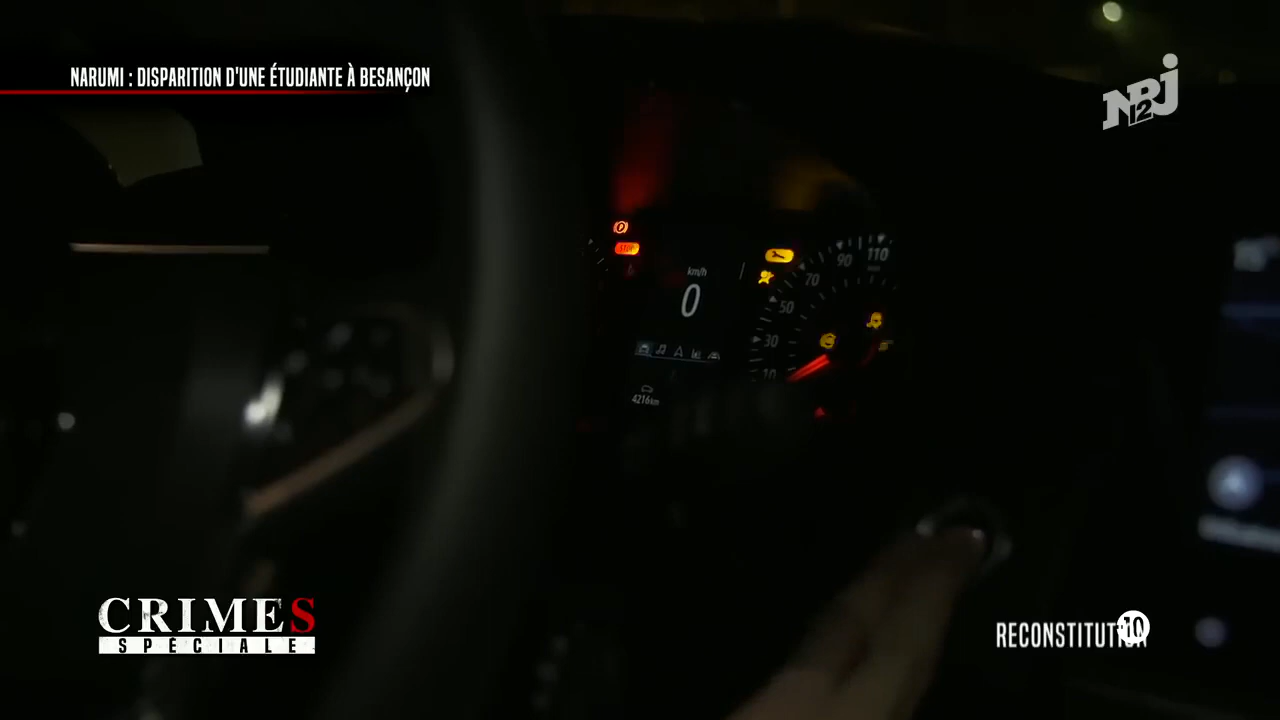 NARUMI : DISPARITION D'UNE ÉTUDIANTE À BESANÇON
NRJ
12
STOP
km/h
0
110
90
70
50
30
10
4216km
CRIMES
SPÉCIALE
RECONSTITUTION
10